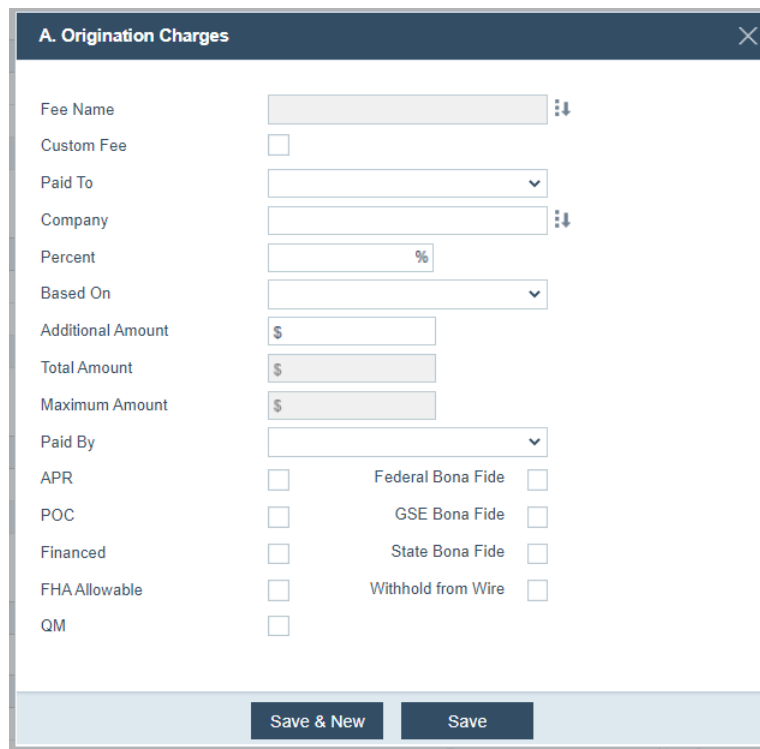 A. Origination Charges
Fee Name
Custom Fee
Paid To
Company
Percent %
Based On
Additional Amount $
Total Amount $
Maximum Amount $
Paid By
APR Federal Bona Fide
POC GSE Bona Fide
Financed State Bona Fide
FHA Allowable Withhold from Wire
QM
Save & New Save